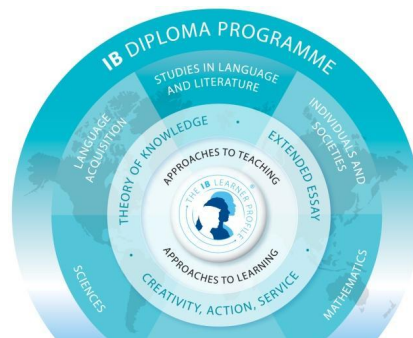 IB DIPLOMA PROGRAMME
STUDIES IN LANGUAGE
AND LITERATURE
LANGUAGE
ACQUISITION
INDIVIDUALS AND
SOCIETIES
THEORY OF KNOWLEDGE
EXTENDED ESSAY
APPROACHES TO TEACHING
THE IB LEARNER PROFILE
APPROACHES TO LEARNING
CREATIVITY, ACTION, SERVICE
SCIENCES
MATHEMATICS